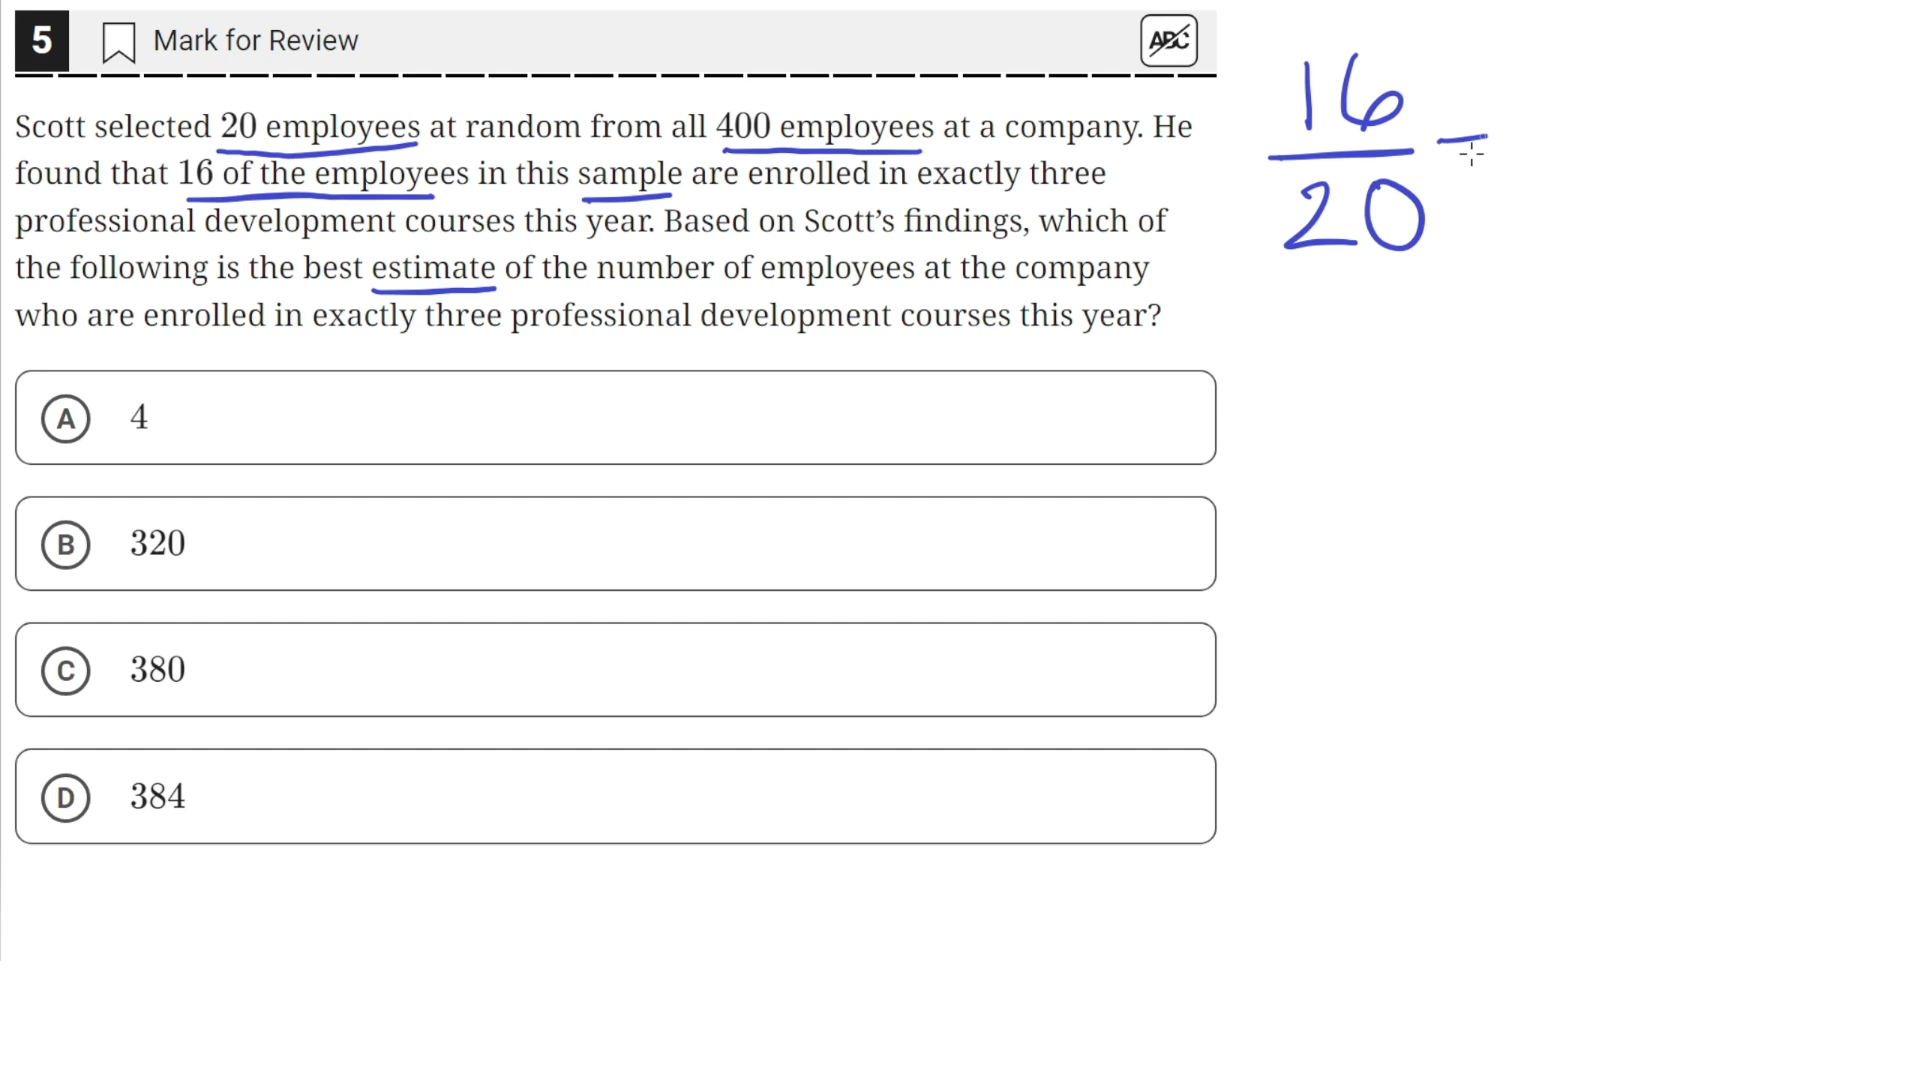 5 Mark for Review ABC
Scott selected 20 employees at random from all 400 employees at a company. He
found that 16 of the employees in this sample are enrolled in exactly three
professional development courses this year. Based on Scott’s findings, which of
the following is the best estimate of the number of employees at the company
who are enrolled in exactly three professional development courses this year?
A 4
B 320
C 380
D 384
16
20